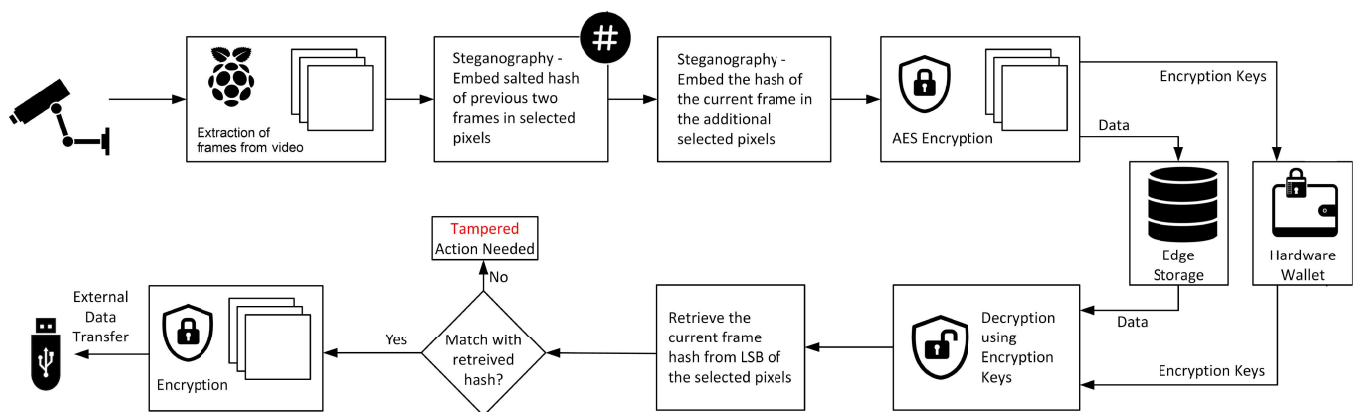 Extraction of
frames from video
Steganography -
Embed salted hash
of previous two
frames in selected
pixels
#
Steganography -
Embed the hash of
the current frame in
the additional
selected pixels
AES Encryption
Encryption Keys
Data
Edge
Storage
Hardware
Wallet
Tampered
Action Needed
No
External
Data
Transfer
Encryption
Yes
Match with
retreived
hash?
Retrieve the
current frame
hash from LSB of
the selected pixels
Decryption
using
Encryption
Keys
Data
Encryption Keys